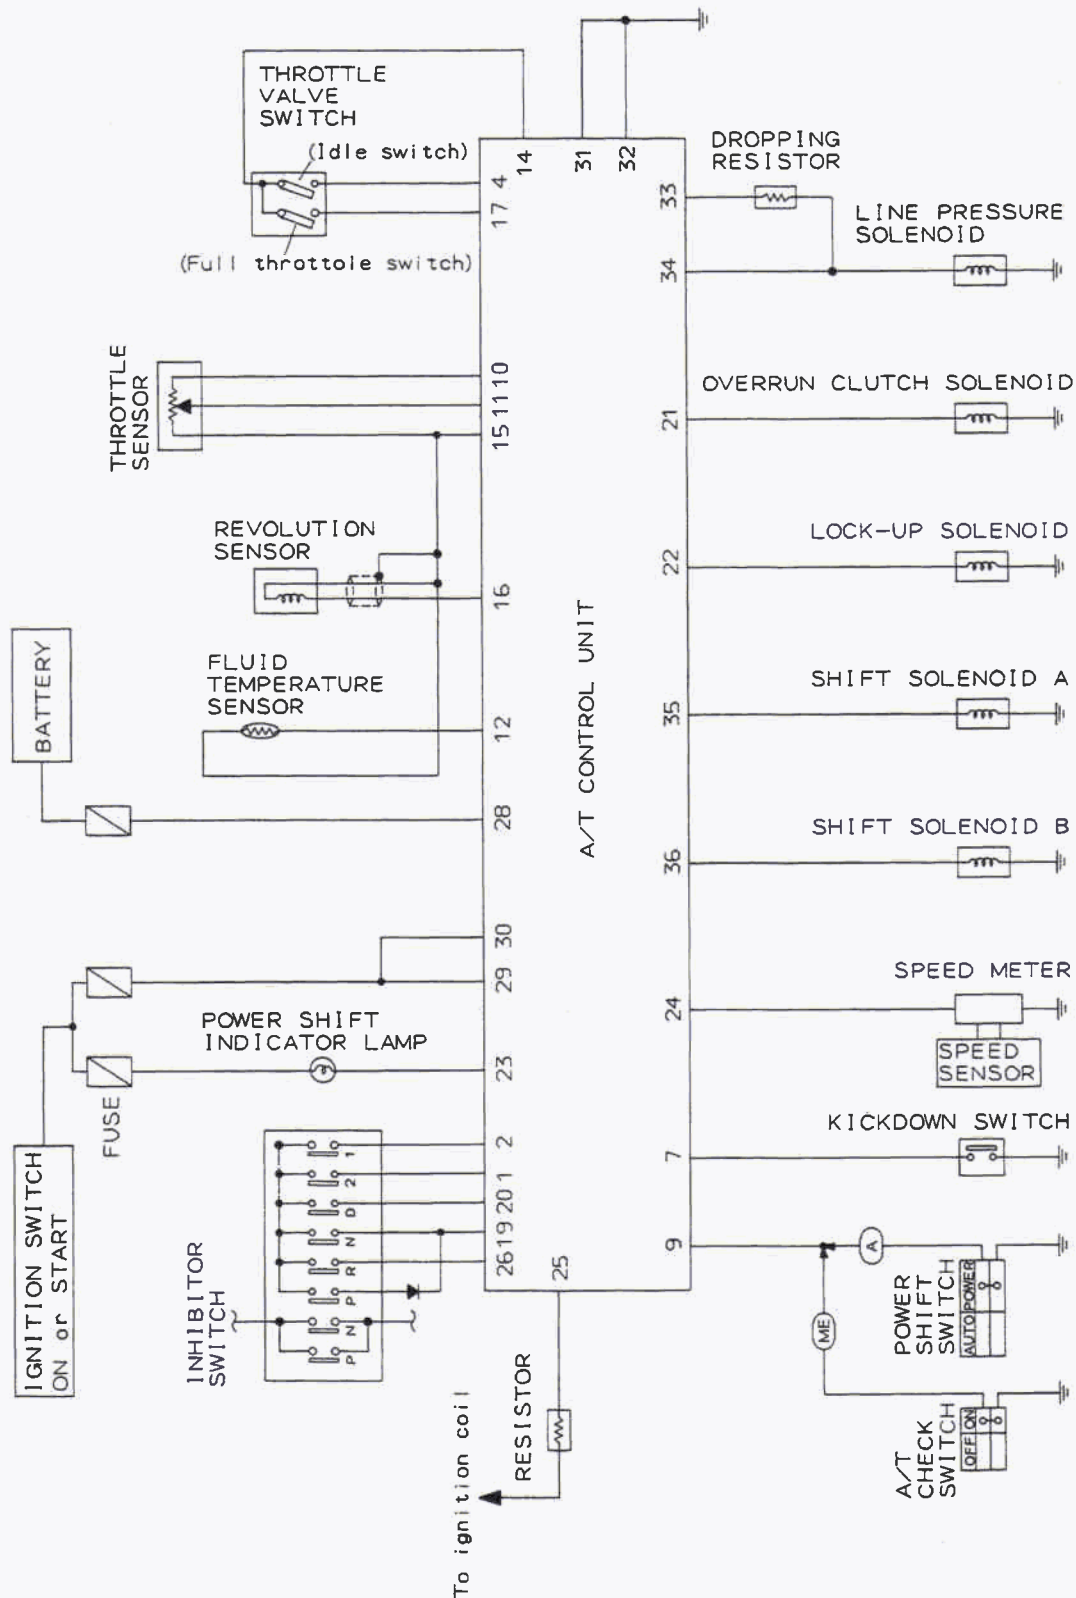 THROTTLE
VALVE
SWITCH
(Idle switch)
(Full throttole switch)
14
31
32
4
17
DROPPING
RESISTOR
33
LINE PRESSURE
SOLENOID
34
THROTTLE
SENSOR
10
11
15
OVERRUN CLUTCH SOLENOID
21
REVOLUTION
SENSOR
16
LOCK-UP SOLENOID
22
A/T CONTROL UNIT
BATTERY
FLUID
TEMPERATURE
SENSOR
12
SHIFT SOLENOID A
35
28
SHIFT SOLENOID B
36
30
29
POWER SHIFT
INDICATOR LAMP
23
FUSE
SPEED METER
24
SPEED
SENSOR
IGNITION SWITCH
ON or START
INHIBITOR
SWITCH
1
2
D
N
R
P
N
P
2
1
20
19
26
25
KICKDOWN SWITCH
7
9
A
ME
POWER
SHIFT
SWITCH
AUTO POWER
A/T
CHECK
SWITCH
OFF ON
RESISTOR
To ignition coil